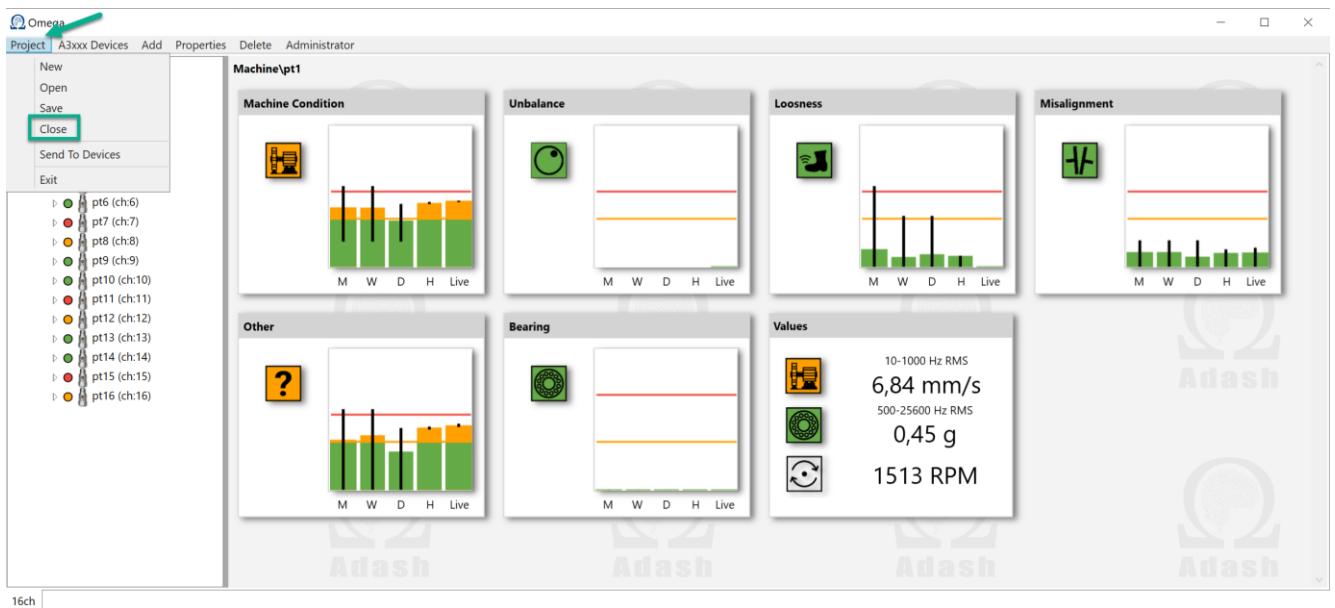 Omega
Project A3xxx Devices Add Properties Delete Administrator
New
Open
Save
Close
Send To Devices
Exit
pt6 (ch:6)
pt7 (ch:7)
pt8 (ch:8)
pt9 (ch:9)
pt10 (ch:10)
pt11 (ch:11)
pt12 (ch:12)
pt13 (ch:13)
pt14 (ch:14)
pt15 (ch:15)
pt16 (ch:16)
Machine\pt1
Machine Condition
M W D H Live
Unbalance
M W D H Live
Loosness
M W D H Live
Misalignment
M W D H Live
Other
?
M W D H Live
Bearing
M W D H Live
Values
10-1000 Hz RMS
6,84 mm/s
500-25600 Hz RMS
0,45 g
1513 RPM
Adash
Adash Adash Adash Adash
16ch